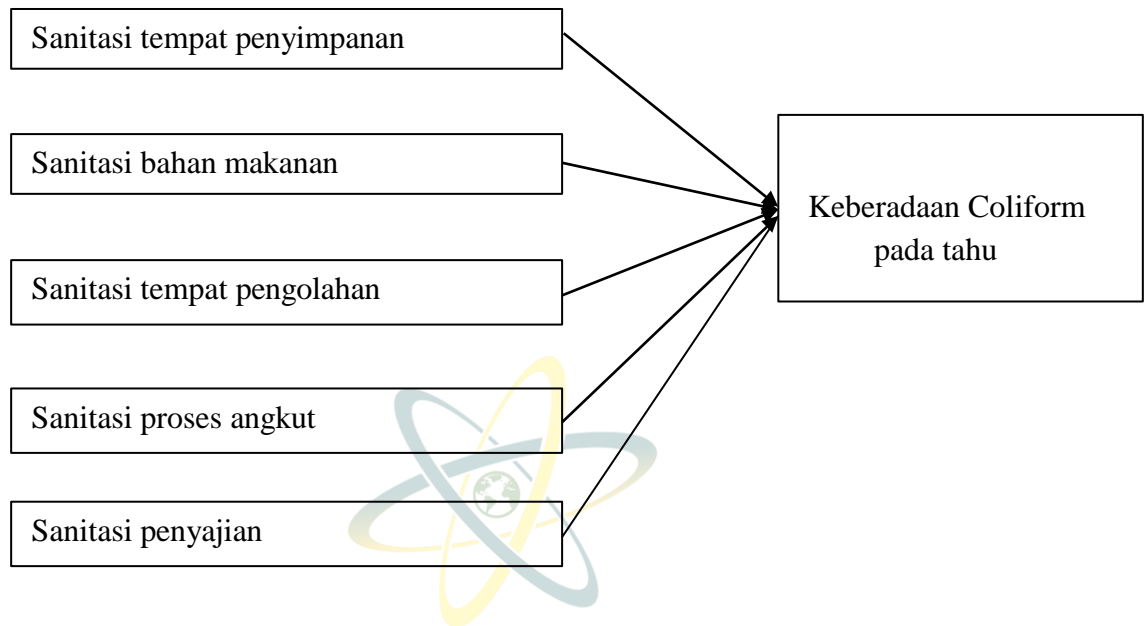 Sanitasi tempat penyimpanan
Sanitasi bahan makanan
Sanitasi tempat pengolahan
Sanitasi proses angkut
Sanitasi penyajian
Keberadaan Coliform
pada tahu